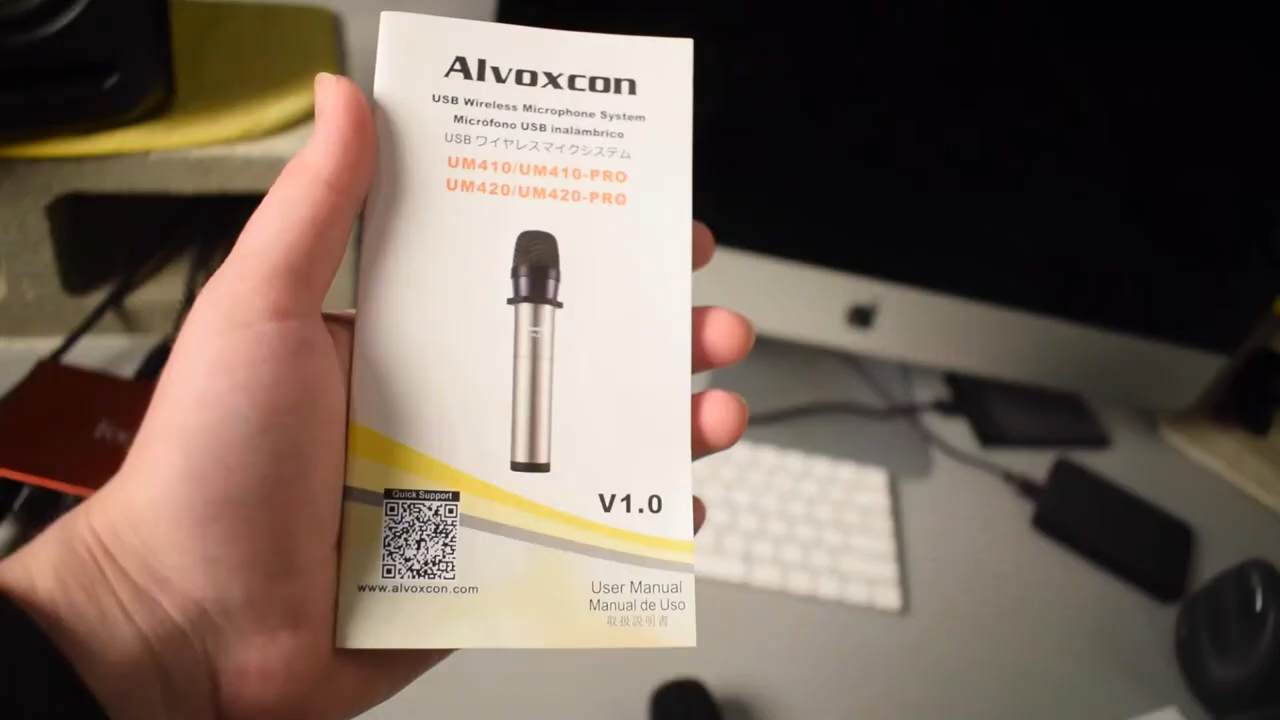 Alvoxcon
USB Wireless Microphone System
Micrófono USB inalámbrico
USB ワイヤレスマイクシステム
UM410/UM410-PRO
UM420/UM420-PRO
V1.0
Quick Support
www.alvoxcon.com
User Manual
Manual de Uso
取扱説明書